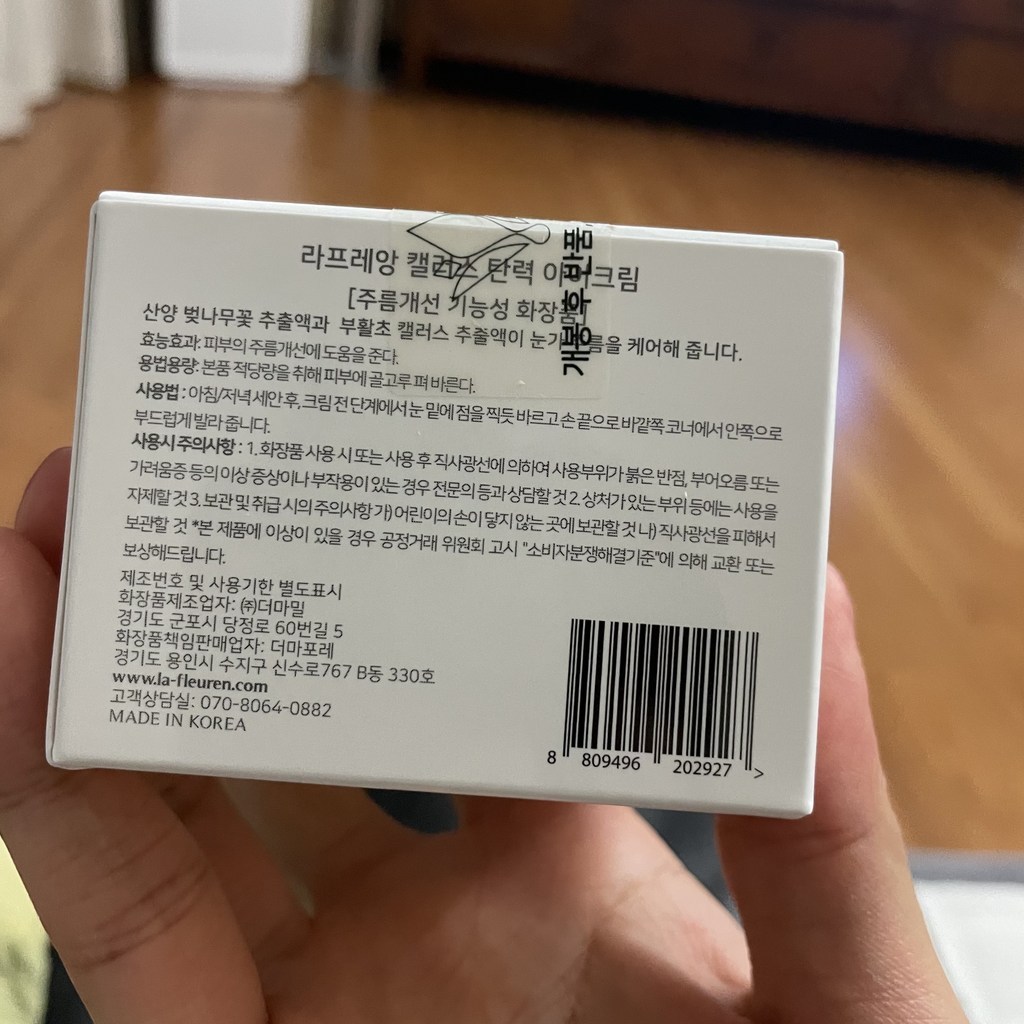 라프레앙 캘러스 탄력 아이크림
[주름개선 기능성 화장품]
산양 벚나무꽃 추출액과 부활초 캘러스 추출액이 눈가 주름을 케어해 줍니다.
효능효과: 피부의 주름개선에 도움을 준다.
용법용량: 본품 적당량을 취해 피부에 골고루 펴 바른다.
사용법 : 아침/저녁 세안 후, 크림 전 단계에서 눈 밑에 점을 찍듯 바르고 손 끝으로 바깥쪽 코너에서 안쪽으로
부드럽게 발라 줍니다.
사용시 주의사항 : 1. 화장품 사용 시 또는 사용 후 직사광선에 의하여 사용부위가 붉은 반점, 부어오름 또는
가려움증 등의 이상 증상이나 부작용이 있는 경우 전문의 등과 상담할 것 2. 상처가 있는 부위 등에는 사용을
자제할 것 3. 보관 및 취급 시의 주의사항 가) 어린이의 손이 닿지 않는 곳에 보관할 것 나) 직사광선을 피해서
보관할 것 *본 제품에 이상이 있을 경우 공정거래 위원회 고시 "소비자분쟁해결기준"에 의해 교환 또는
보상해드립니다.
제조번호 및 사용기한 별도표시
화장품제조업자: ㈜더마밀
경기도 군포시 당정로 60번길 5
화장품책임판매업자: 더마포레
경기도 용인시 수지구 신수로767 B동 330호
www.la-fleuren.com
고객상담실: 070-8064-0882
MADE IN KOREA
개봉후 반품
8 809496 202927 >